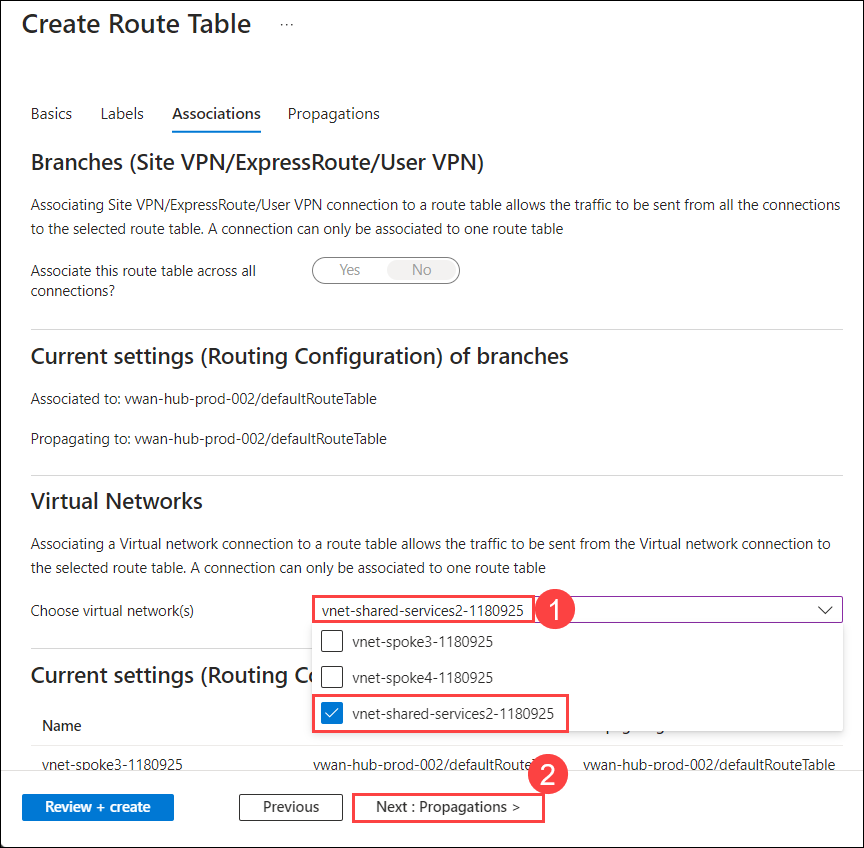 Create Route Table ...
Basics Labels Associations Propagations
Branches (Site VPN/ExpressRoute/User VPN)
Associating Site VPN/ExpressRoute/User VPN connection to a route table allows the traffic to be sent from all the connections
to the selected route table. A connection can only be associated to one route table
Associate this route table across all
connections?
Yes No
Current settings (Routing Configuration) of branches
Associated to: vwan-hub-prod-002/defaultRouteTable
Propagating to: vwan-hub-prod-002/defaultRouteTable
Virtual Networks
Associating a Virtual network connection to a route table allows the traffic to be sent from the Virtual network connection to
the selected route table. A connection can only be associated to one route table
Choose virtual network(s) vnet-shared-services2-1180925 1
vnet-spoke3-1180925
vnet-spoke4-1180925
Current settings (Routing
vnet-shared-services2-1180925
Name
vnet-spoke3-1180925 vwan-hub-prod-002/defaultRoute vwan-hub-prod-002/defaultRouteTable
2
Review + create Previous Next : Propagations >